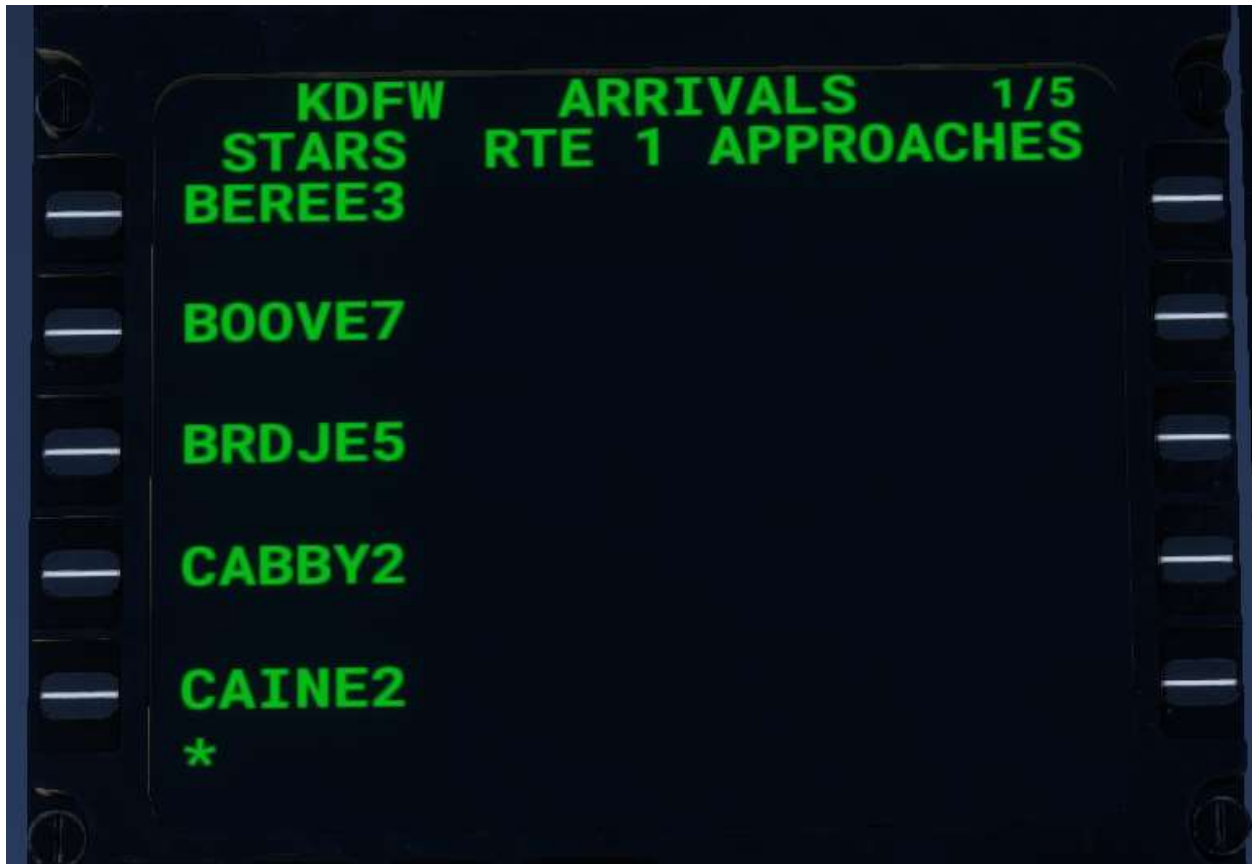 KDFW ARRIVALS 1/5
STARS RTE 1 APPROACHES
BEREE3
BOOVE7
BRDJE5
CABBY2
CAINE2
*